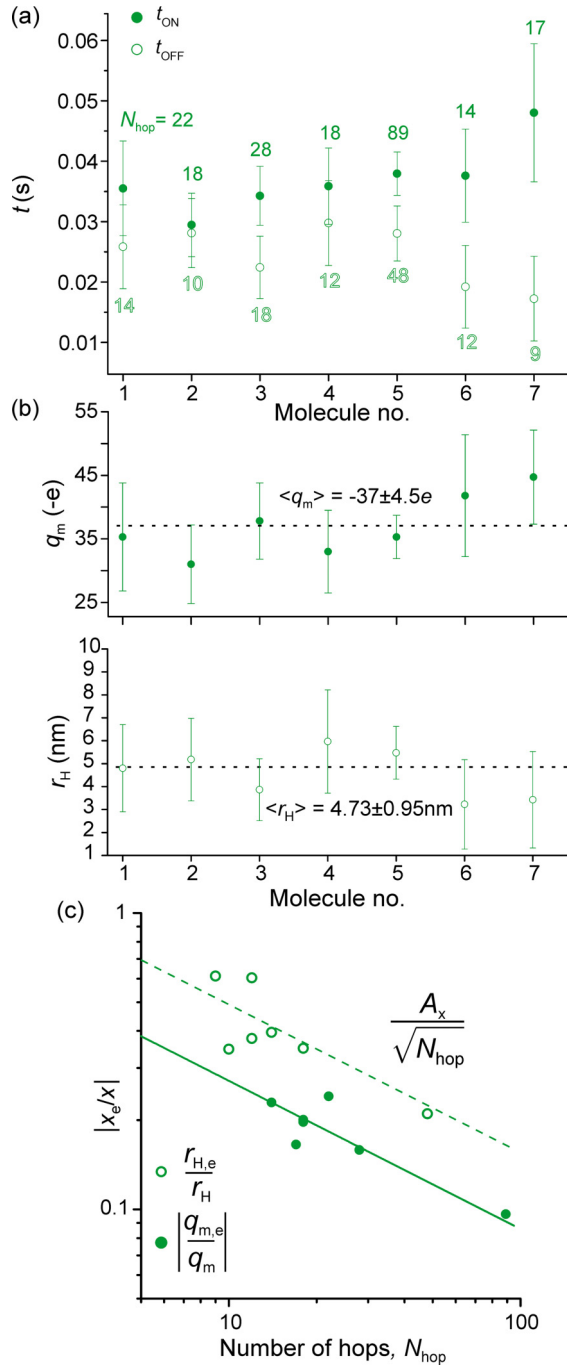 (a)
t_ON
t_OFF
0.06
0.05
0.04
0.03
0.02
0.01
t (s)
N_hop = 22
18
28
18
89
14
17
14
10
18
12
48
12
9
1 2 3 4 5 6 7
Molecule no.
(b)
55
45
35
25
q_m (-e)
<q_m> = -37±4.5e
10
9
8
7
6
5
4
3
2
1
r_H (nm)
<r_H> = 4.73±0.95nm
1 2 3 4 5 6 7
Molecule no.
(c)
1
0.1
|x_e/x|
A_x
√N_hop
r_H,e
r_H
|q_m,e
q_m|
10 100
Number of hops, N_hop